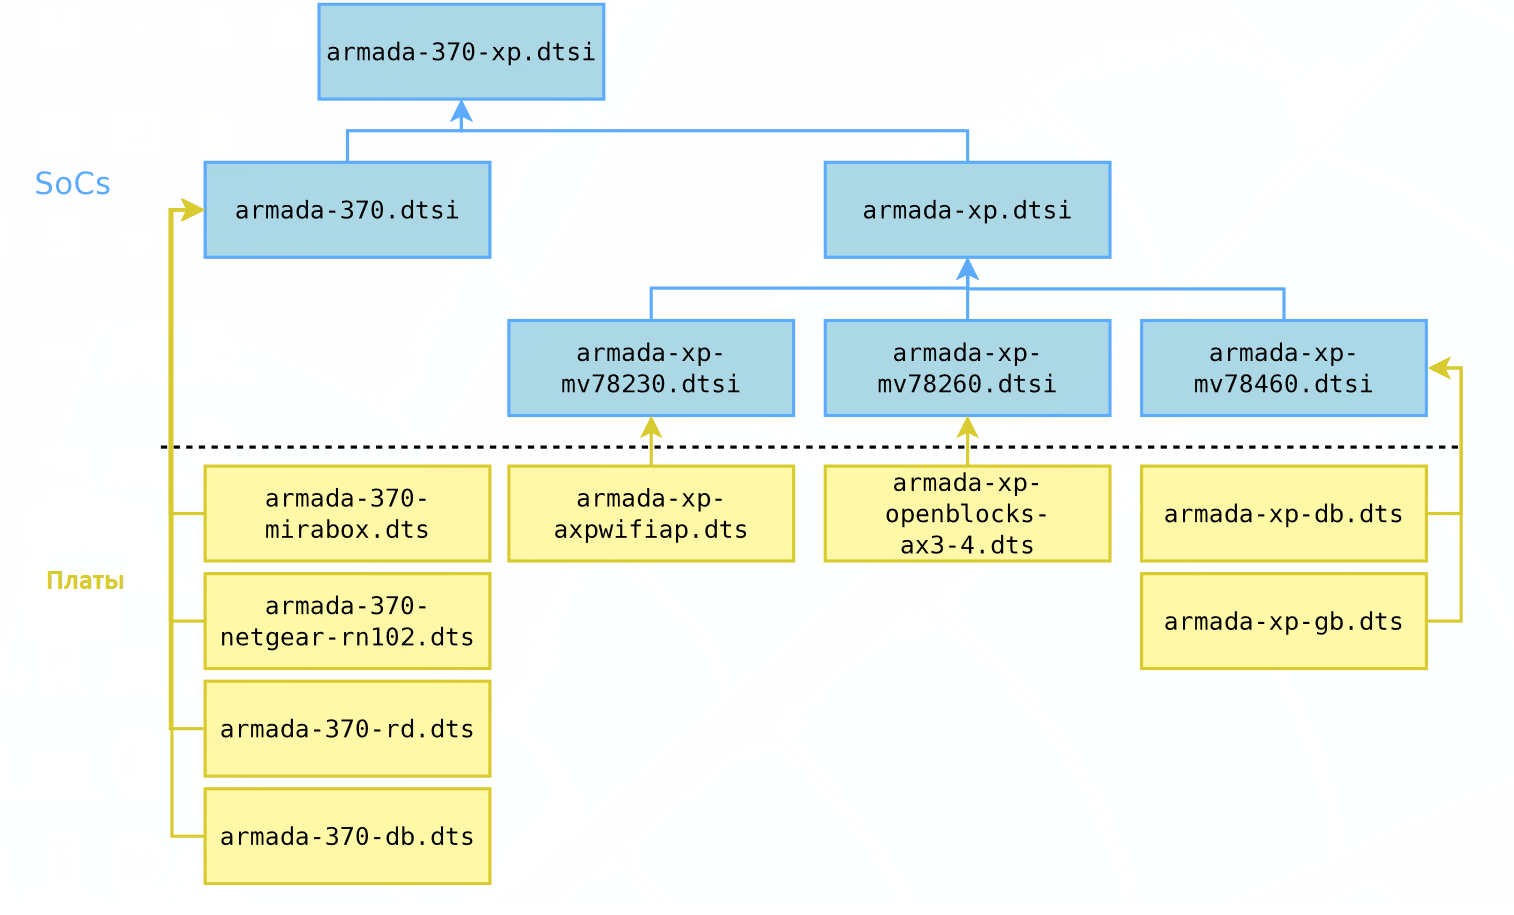 armada-370-xp.dtsi
SoCs
armada-370.dtsi
armada-xp.dtsi
armada-xp-
mv78230.dtsi
armada-xp-
mv78260.dtsi
armada-xp-
mv78460.dtsi
Платы
armada-370-
mirabox.dts
armada-xp-
axpwifiap.dts
armada-xp-
openblocks-
ax3-4.dts
armada-xp-db.dts
armada-370-
netgear-rn102.dts
armada-xp-gb.dts
armada-370-rd.dts
armada-370-db.dts